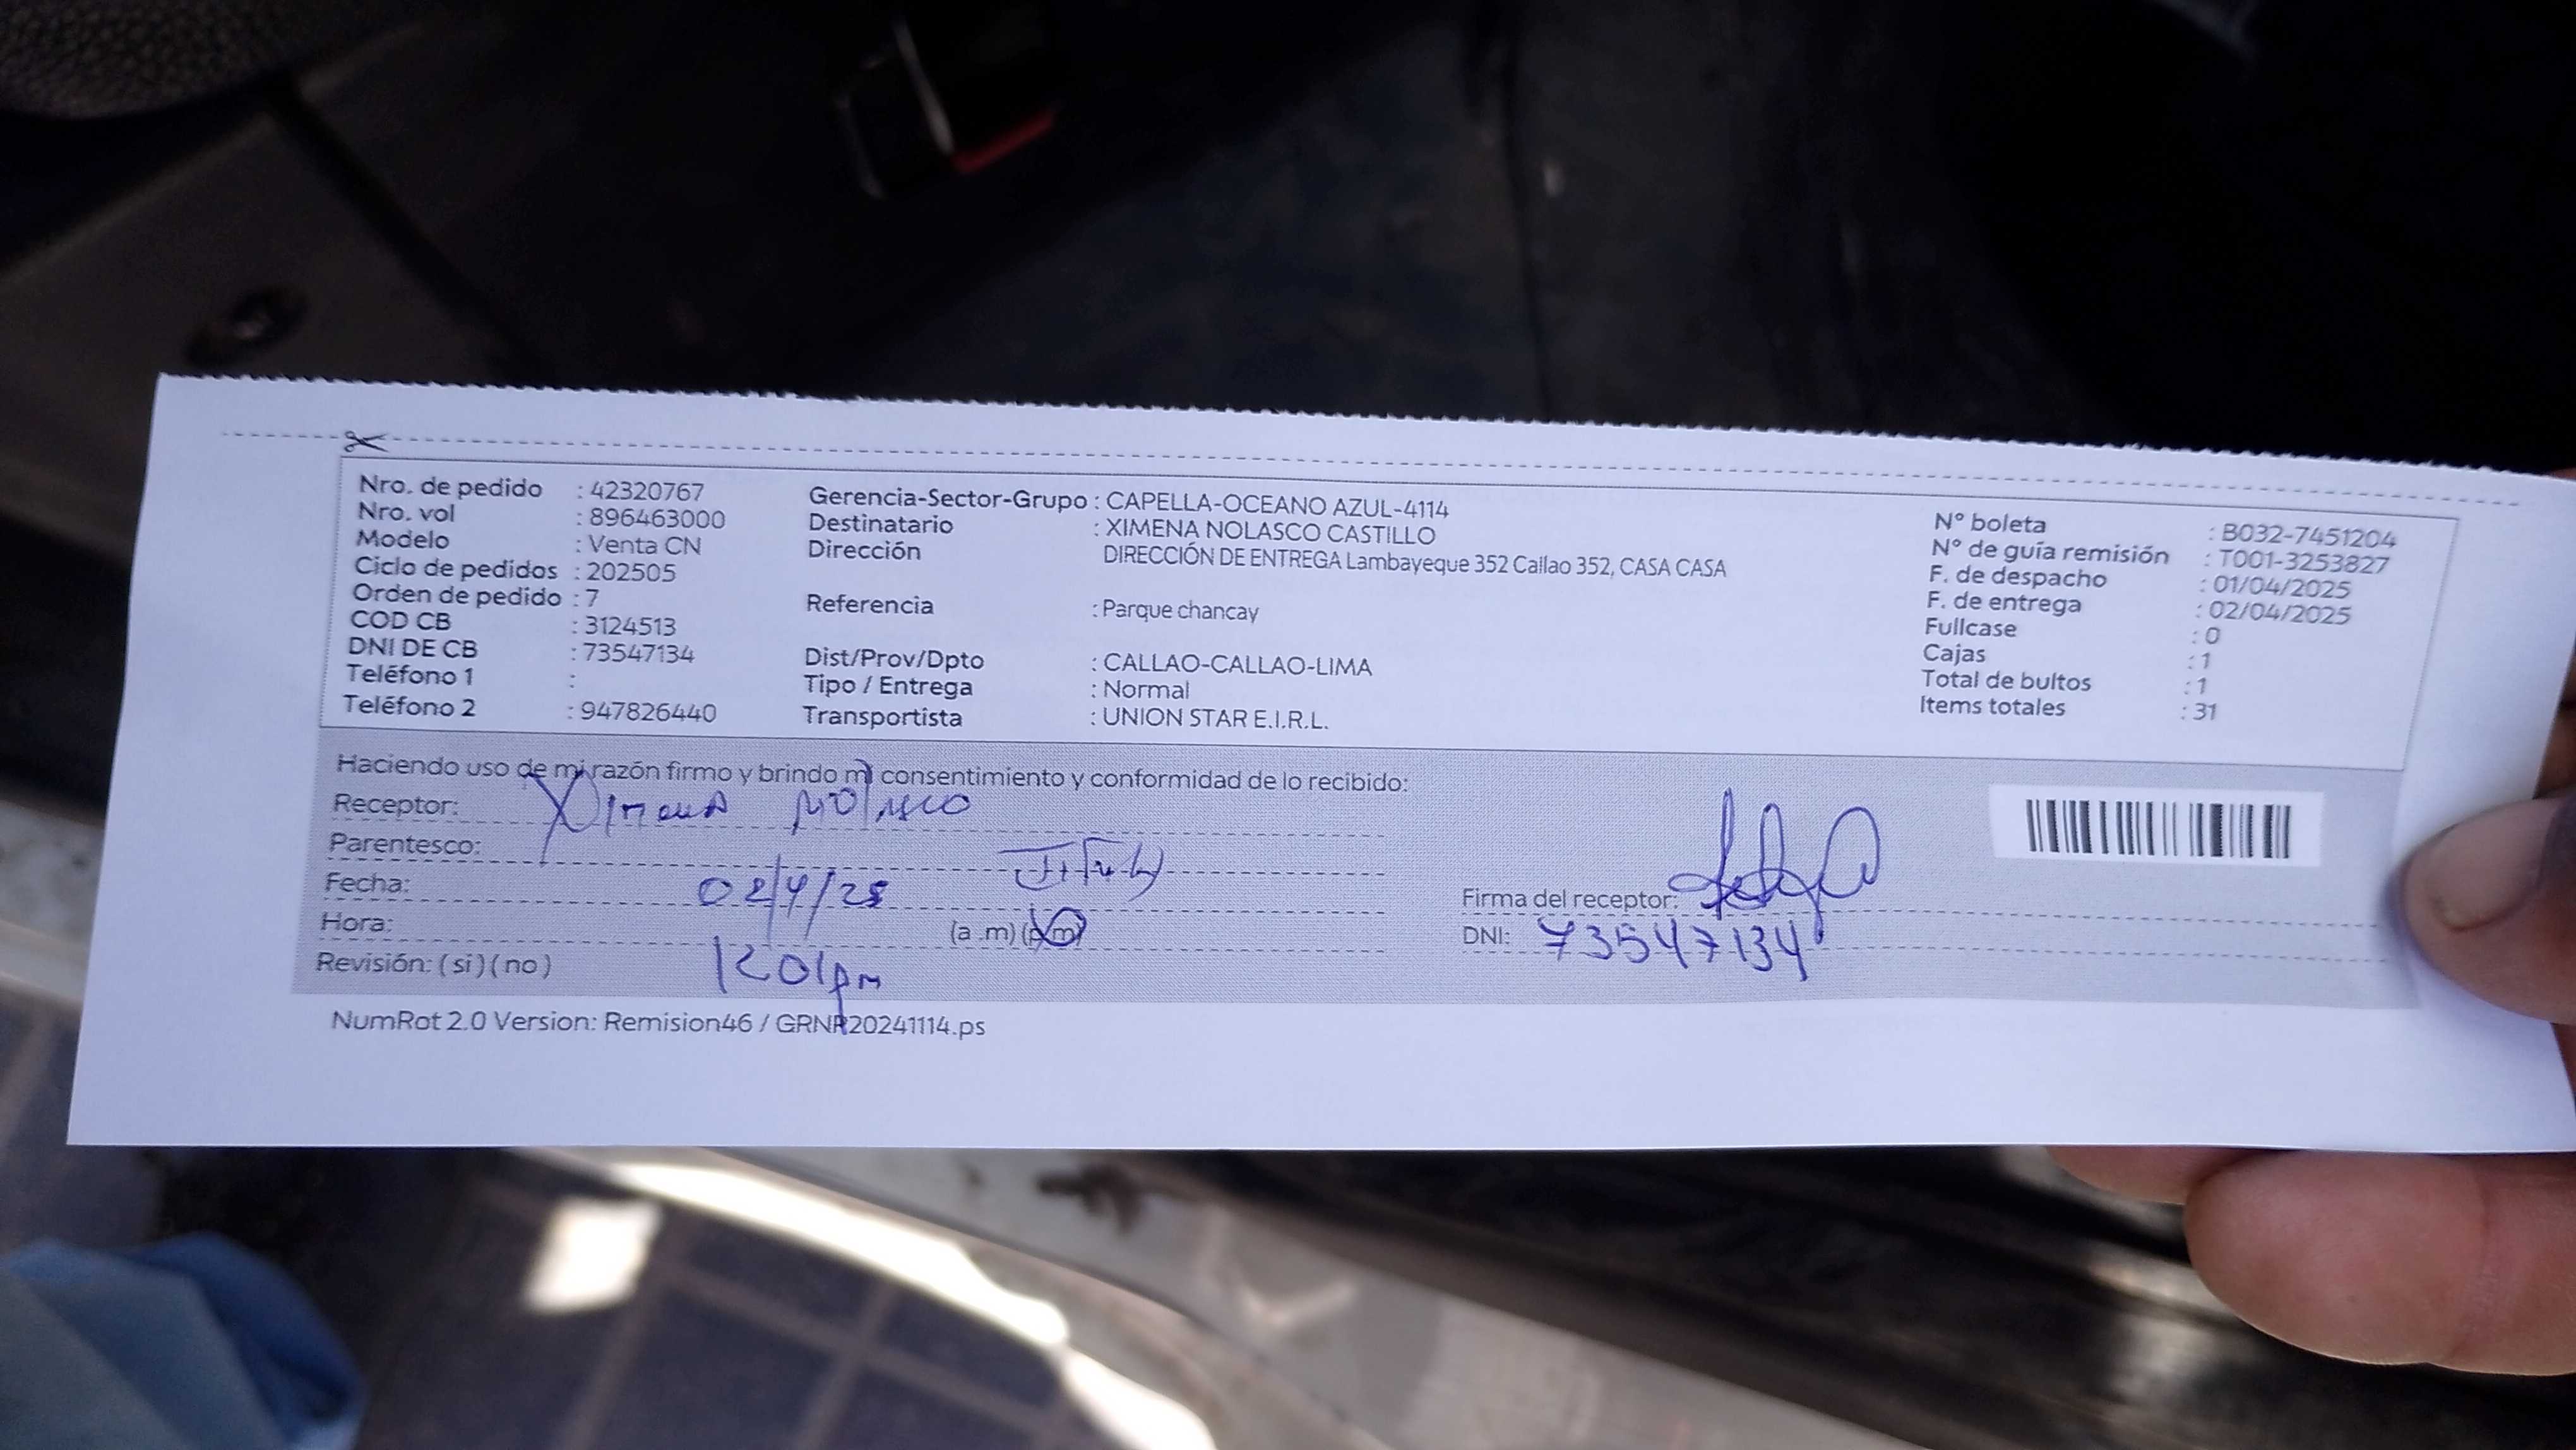 Nro. de pedido : 42320767
Nro. vol : 896463000
Modelo : Venta CN
Ciclo de pedidos : 202505
Orden de pedido : 7
COD CB : 3124513
DNI DE CB : 73547134
Teléfono 1 :
Teléfono 2 : 947826440
Gerencia-Sector-Grupo : CAPELLA-OCEANO AZUL-4114
Destinatario : XIMENA NOLASCO CASTILLO
Dirección DIRECCIÓN DE ENTREGA Lambayeque 352 Callao 352, CASA CASA
Referencia : Parque chancay
Dist/Prov/Dpto : CALLAO-CALLAO-LIMA
Tipo / Entrega : Normal
Transportista : UNION STAR E.I.R.L.
N° boleta : B032-7451204
N° de guía remisión : T001-3253827
F. de despacho : 01/04/2025
F. de entrega : 02/04/2025
Fullcase : 0
Cajas : 1
Total de bultos : 1
Items totales : 31
Haciendo uso de mi razón firmo y brindo mi consentimiento y conformidad de lo recibido:
Receptor: Ximena Nolasco
Parentesco: Titular
Fecha: 02/4/25
Hora: (a .m) (p.m)
Revisión: ( si ) ( no ) 1201pm
Firma del receptor:
DNI: 73547134
NumRot 2.0 Version: Remision46 / GRNR20241114.ps